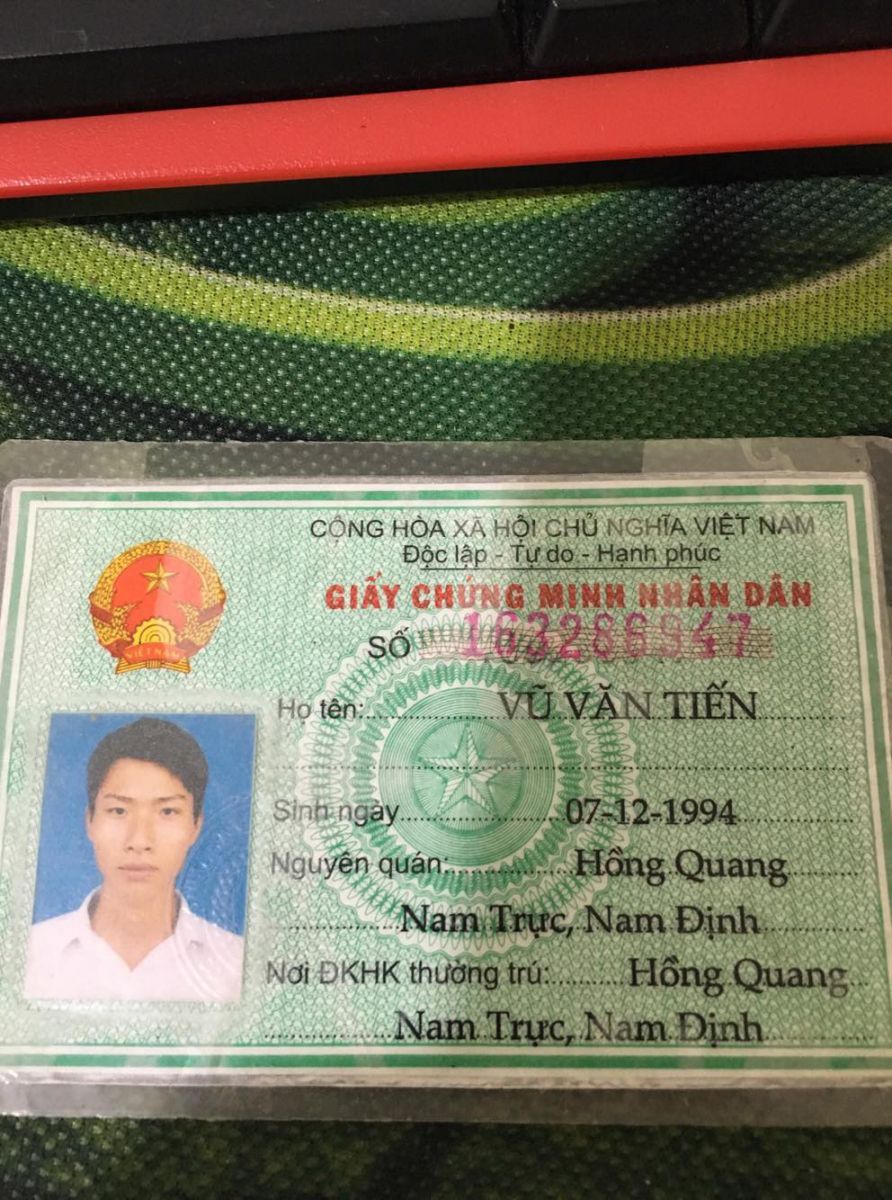 CỘNG HÒA XÃ HỘI CHỦ NGHĨA VIỆT NAM
Độc lập - Tự do - Hạnh phúc
GIẤY CHỨNG MINH NHÂN DÂN
SỐ 163286947
VIỆT NAM
Họ tên: VŨ VĂN TIẾN
Sinh ngày 07-12-1994
Nguyên quán: Hồng Quang
Nam Trực, Nam Định
Nơi ĐKHK thường trú: Hồng Quang
Nam Trực, Nam Định